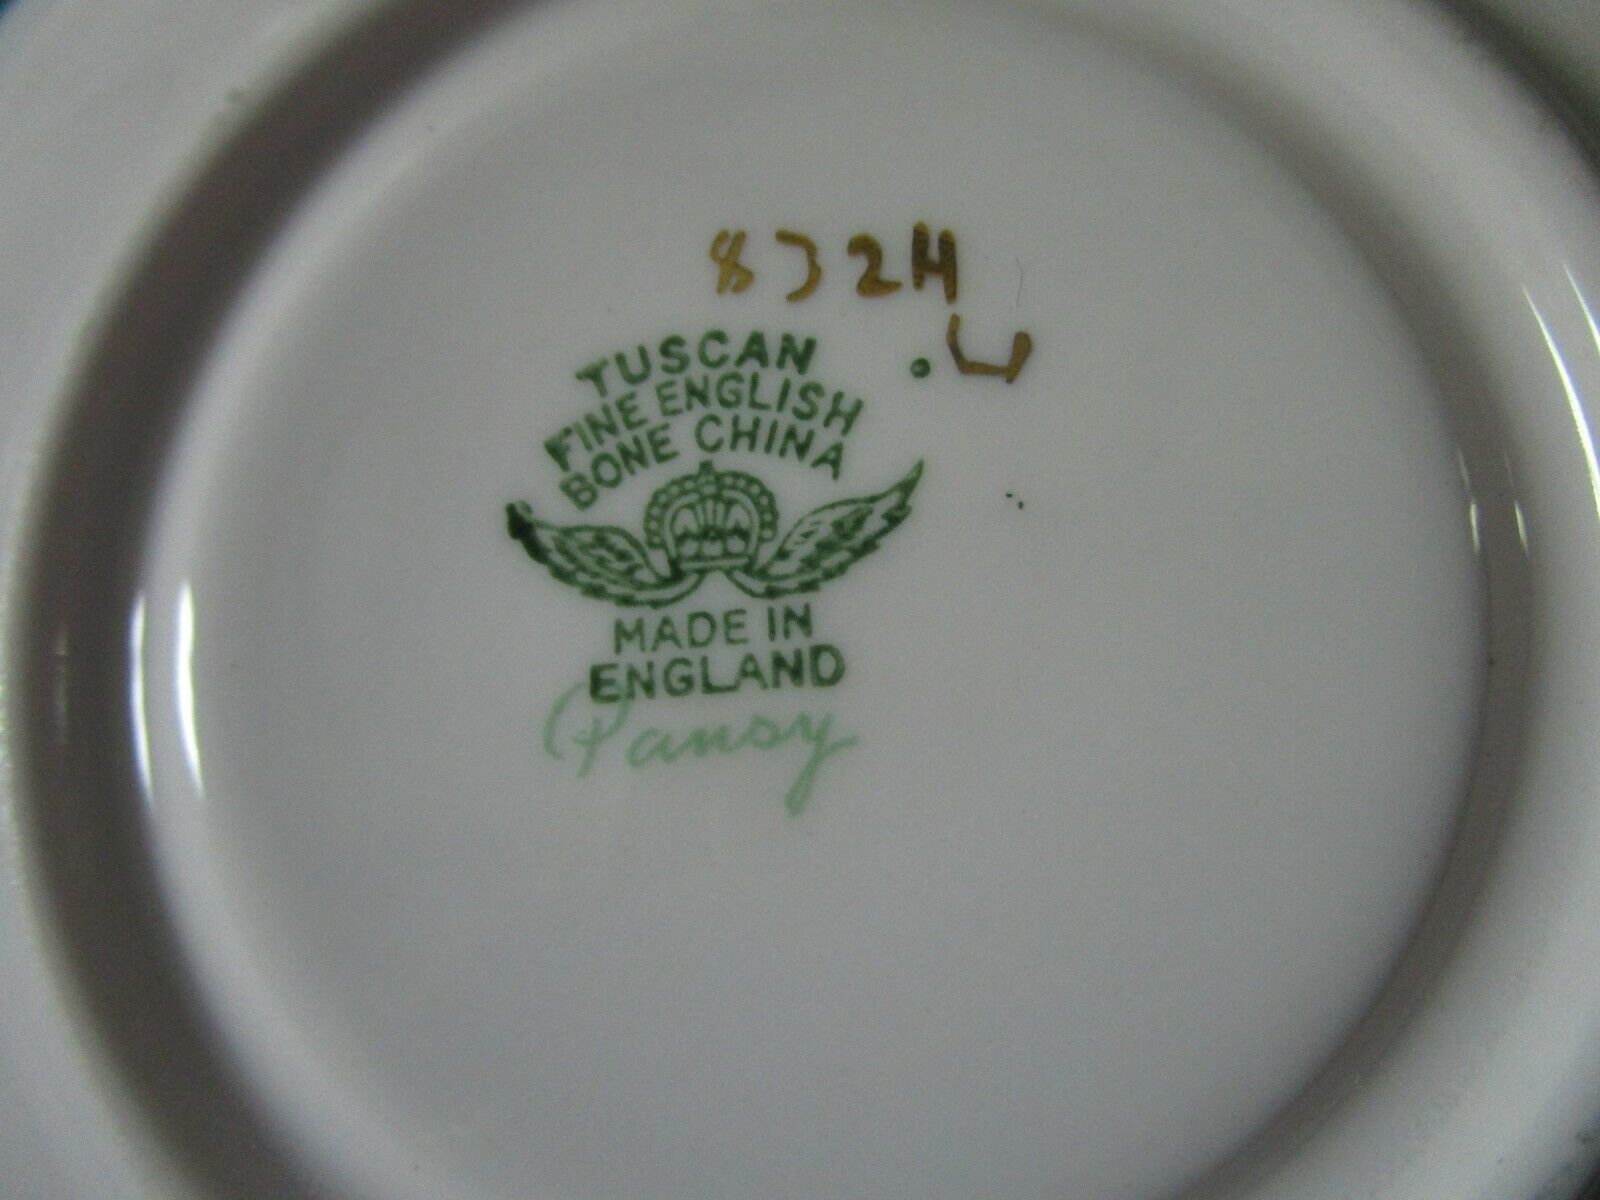 832H
TUSCAN
FINE ENGLISH
BONE CHINA
MADE IN
ENGLAND
Pansy